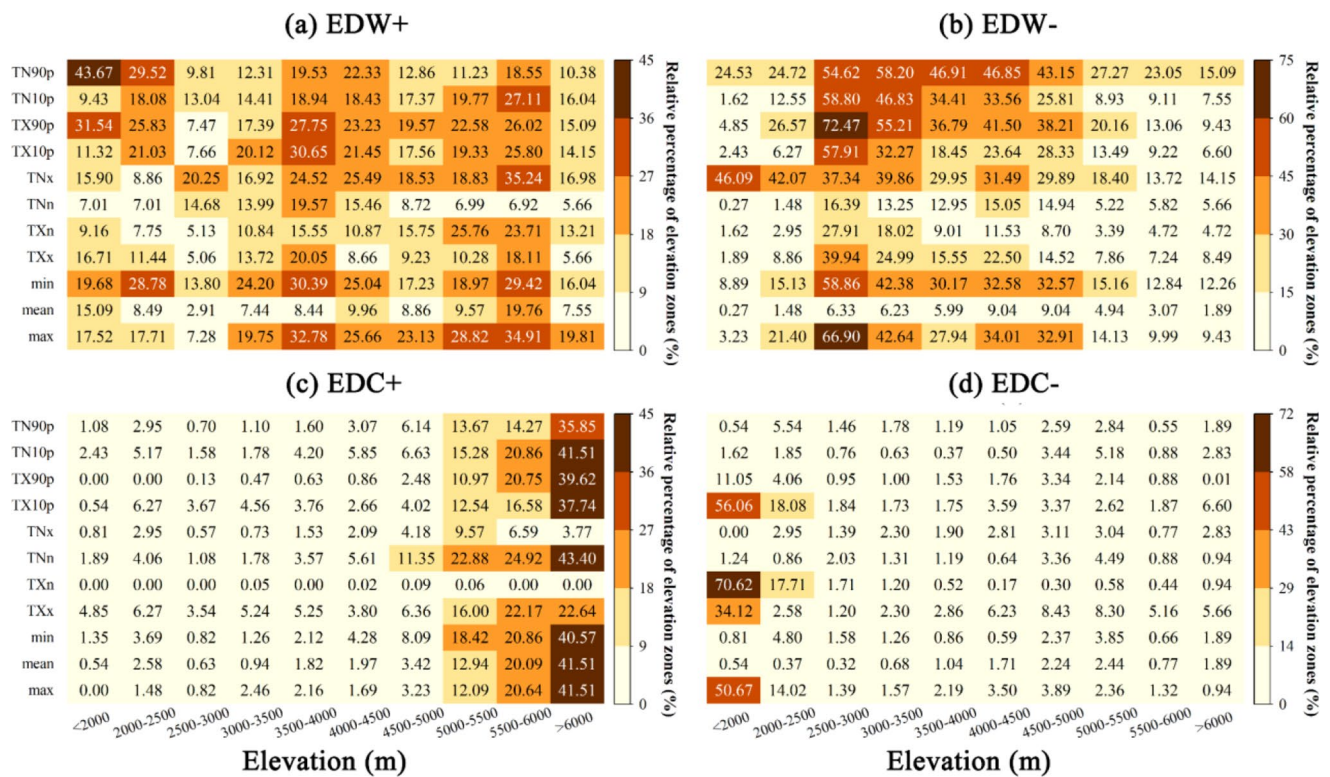 (a) EDW+
(b) EDW-
TN90p 43.67 29.52 9.81 12.31 19.53 22.33 12.86 11.23 18.55 10.38 45 24.53 24.72 54.62 58.20 46.91 46.85 43.15 27.27 23.05 15.09 75
TN10p 9.43 18.08 13.04 14.41 18.94 18.43 17.37 19.77 27.11 16.04 1.62 12.55 58.80 46.83 34.41 33.56 25.81 8.93 9.11 7.55
TX90p 31.54 25.83 7.47 17.39 27.75 23.23 19.57 22.58 26.02 15.09 36 4.85 26.57 72.47 55.21 36.79 41.50 38.21 20.16 13.06 9.43 60
TX10p 11.32 21.03 7.66 20.12 30.65 21.45 17.56 19.33 25.80 14.15 2.43 6.27 57.91 32.27 18.45 23.64 28.33 13.49 9.22 6.60
TNx 15.90 8.86 20.25 16.92 24.52 25.49 18.53 18.83 35.24 16.98 27 46.09 42.07 37.34 39.86 29.95 31.49 29.89 18.40 13.72 14.15 45
TNn 7.01 7.01 14.68 13.99 19.57 15.46 8.72 6.99 6.92 5.66 0.27 1.48 16.39 13.25 12.95 15.05 14.94 5.22 5.82 5.66
TXn 9.16 7.75 5.13 10.84 15.55 10.87 15.75 25.76 23.71 13.21 18 1.62 2.95 27.91 18.02 9.01 11.53 8.70 3.39 4.72 4.72 30
TXx 16.71 11.44 5.06 13.72 20.05 8.66 9.23 10.28 18.11 5.66 1.89 8.86 39.94 24.99 15.55 22.50 14.52 7.86 7.24 8.49
min 19.68 28.78 13.80 24.20 30.39 25.04 17.23 18.97 29.42 16.04 9 8.89 15.13 58.86 42.38 30.17 32.58 32.57 15.16 12.84 12.26 15
mean 15.09 8.49 2.91 7.44 8.44 9.96 8.86 9.57 19.76 7.55 0.27 1.48 6.33 6.23 5.99 9.04 9.04 4.94 3.07 1.89
max 17.52 17.71 7.28 19.75 32.78 25.66 23.13 28.82 34.91 19.81 0 3.23 21.40 66.90 42.64 27.94 34.01 32.91 14.13 9.99 9.43 0
Relative percentage of elevation zones (%)
Relative percentage of elevation zones (%)
(c) EDC+
(d) EDC-
TN90p 1.08 2.95 0.70 1.10 1.60 3.07 6.14 13.67 14.27 35.85 45 0.54 5.54 1.46 1.78 1.19 1.05 2.59 2.84 0.55 1.89 72
TN10p 2.43 5.17 1.58 1.78 4.20 5.85 6.63 15.28 20.86 41.51 1.62 1.85 0.76 0.63 0.37 0.50 3.44 5.18 0.88 2.83
TX90p 0.00 0.00 0.13 0.47 0.63 0.86 2.48 10.97 20.75 39.62 36 11.05 4.06 0.95 1.00 1.53 1.76 3.34 2.14 0.88 0.01 58
TX10p 0.54 6.27 3.67 4.56 3.76 2.66 4.02 12.54 16.58 37.74 56.06 18.08 1.84 1.73 1.75 3.59 3.37 2.62 1.87 6.60
TNx 0.81 2.95 0.57 0.73 1.53 2.09 4.18 9.57 6.59 3.77 27 0.00 2.95 1.39 2.30 1.90 2.81 3.11 3.04 0.77 2.83 43
TNn 1.89 4.06 1.08 1.78 3.57 5.61 11.35 22.88 24.92 43.40 1.24 0.86 2.03 1.31 1.19 0.64 3.36 4.49 0.88 0.94
TXn 0.00 0.00 0.05 0.00 0.02 0.09 0.06 0.00 0.00 18 70.62 17.71 1.71 1.20 0.52 0.17 0.30 0.58 0.44 0.94 29
TXx 4.85 6.27 3.54 5.24 5.25 3.80 6.36 16.00 22.17 22.64 34.12 2.58 1.20 2.30 2.86 6.23 8.43 8.30 5.16 5.66
min 1.35 3.69 0.82 1.26 2.12 4.28 8.09 18.42 20.86 40.57 9 0.81 4.80 1.58 1.26 0.86 0.59 2.37 3.85 0.66 1.89 14
mean 0.54 2.58 0.63 0.94 1.82 1.97 3.42 12.94 20.09 41.51 0.54 0.37 0.32 0.68 1.04 1.71 2.24 2.44 0.77 1.89
max 0.00 1.48 0.82 2.46 2.16 1.69 3.23 12.09 20.64 41.51 0 50.67 14.02 1.39 1.57 2.19 3.50 3.89 2.36 1.32 0.94 0
Relative percentage of elevation zones (%)
Relative percentage of elevation zones (%)
<2000 2000-2500 2500-3000 3000-3500 3500-4000 4000-4500 4500-5000 5000-5500 5500-6000 >6000
<2000 2000-2500 2500-3000 3000-3500 3500-4000 4000-4500 4500-5000 5000-5500 5500-6000 >6000
Elevation (m)
Elevation (m)